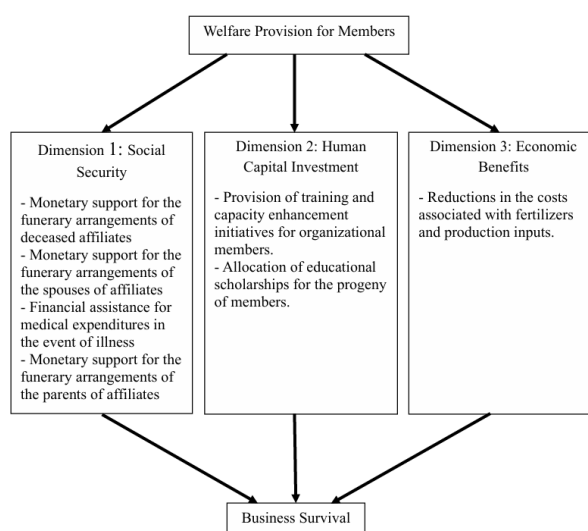 Welfare Provision for Members
Dimension 1: Social
Security
- Monetary support for the
funerary arrangements of
deceased affiliates
- Monetary support for the
funerary arrangements of
the spouses of affiliates
- Financial assistance for
medical expenditures in
the event of illness
- Monetary support for the
funerary arrangements of
the parents of affiliates
Dimension 2: Human
Capital Investment
- Provision of training and
capacity enhancement
initiatives for organizational
members.
- Allocation of educational
scholarships for the progeny
of members.
Dimension 3: Economic
Benefits
- Reductions in the costs
associated with fertilizers
and production inputs.
Business Survival